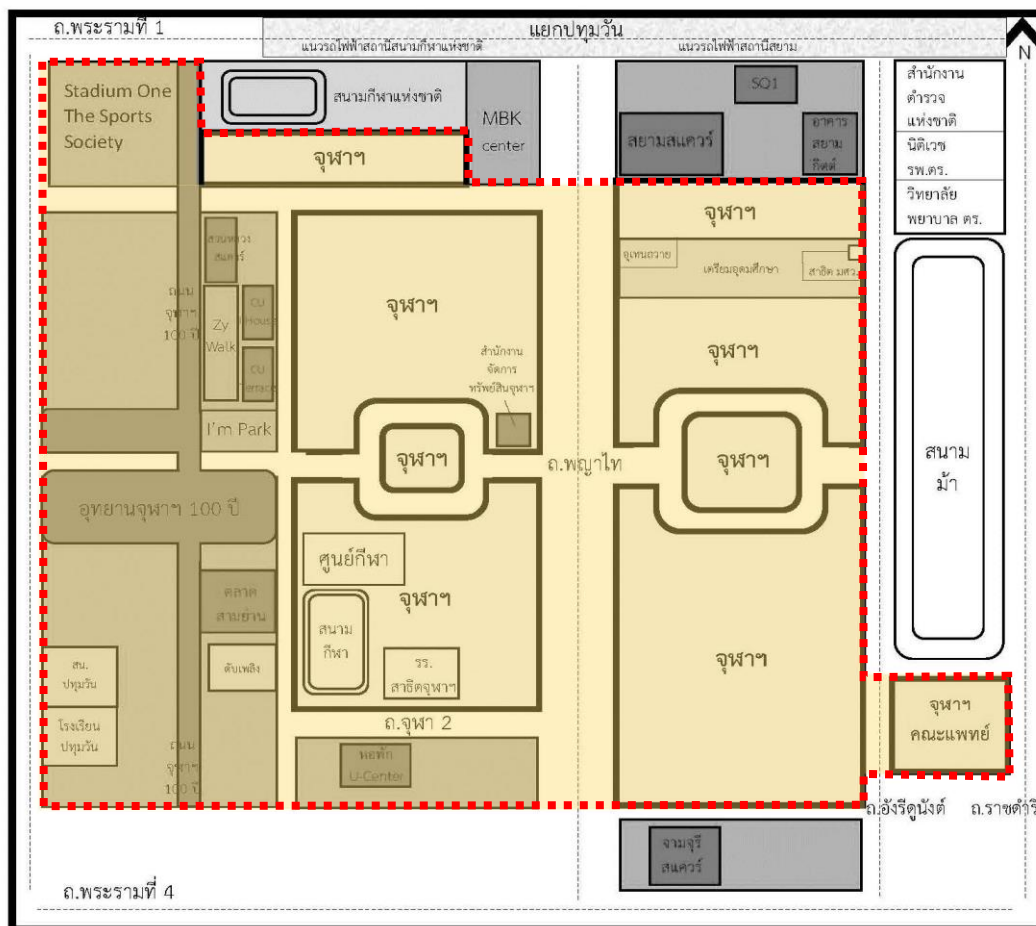 ถ.พระรามที่ 1
แยกปทุมวัน
แนวรถไฟฟ้าสถานีสนามกีฬาแห่งชาติ
แนวรถไฟฟ้าสถานีสยาม
N
Stadium One
The Sports
Society
สนามกีฬาแห่งชาติ
MBK
center
จุฬาฯ
SQ1
สยามสแควร์
อาคาร
สยาม
กิตติ์
สำนักงาน
ตำรวจ
แห่งชาติ
นิติเวช
รพ.ตร.
วิทยาลัย
พยาบาล ตร.
จุฬาฯ
อุเทนถวาย
เตรียมอุดมศึกษา
สาธิต มศว.
สวนหลวง
สแควร์
ถนน
จุฬาฯ
100 ปี
Zy
Walk
CU
House
CU
Terrace
I'm Park
จุฬาฯ
สำนักงาน
จัดการ
ทรัพย์สินจุฬาฯ
จุฬาฯ
จุฬาฯ
ถ.พญาไท
จุฬาฯ
สนาม
ม้า
อุทยานจุฬาฯ 100 ปี
ศูนย์กีฬา
จุฬาฯ
ตลาด
สามย่าน
สนาม
กีฬา
รร.
สาธิตจุฬาฯ
ดับเพลิง
สน.
ปทุมวัน
โรงเรียน
ปทุมวัน
จุฬาฯ
จุฬาฯ
คณะแพทย์
ถ.จุฬา 2
ถนน
จุฬาฯ
100 ปี
หอพัก
U-Center
ถ.อังรีดูนังต์
ถ.ราชดำริ
จามจุรี
สแควร์
ถ.พระรามที่ 4